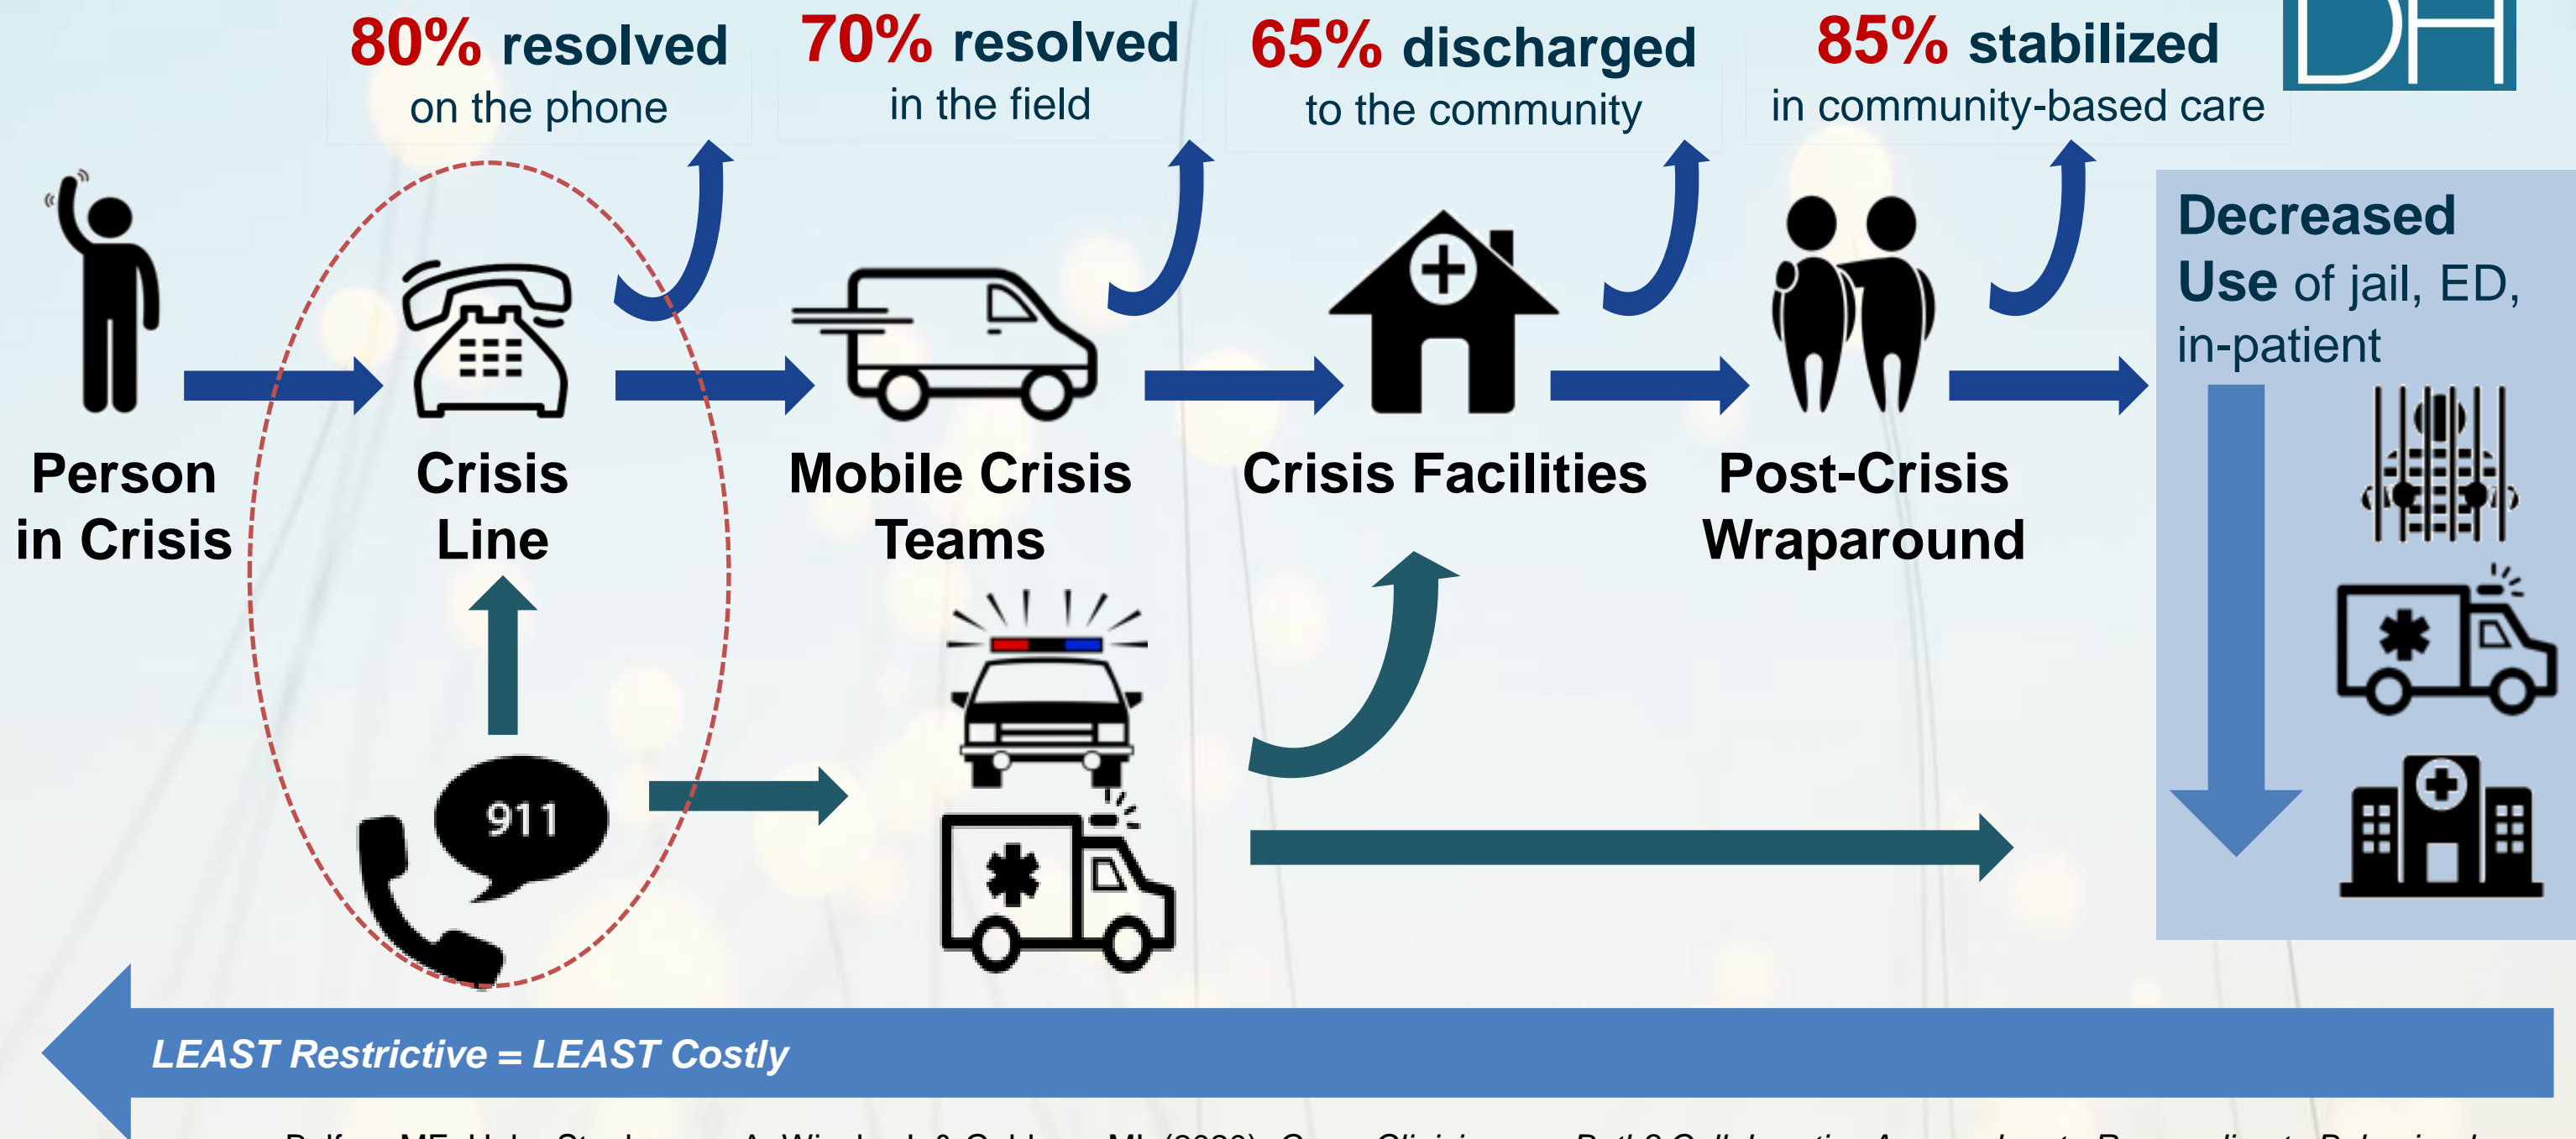 80% resolved
on the phone
70% resolved
in the field
65% discharged
to the community
85% stabilized
in community-based care
DH
Person
in Crisis
Crisis
Line
Mobile Crisis
Teams
Crisis Facilities
Post-Crisis
Wraparound
Decreased
Use of jail, ED,
in-patient
911
LEAST Restrictive = LEAST Costly